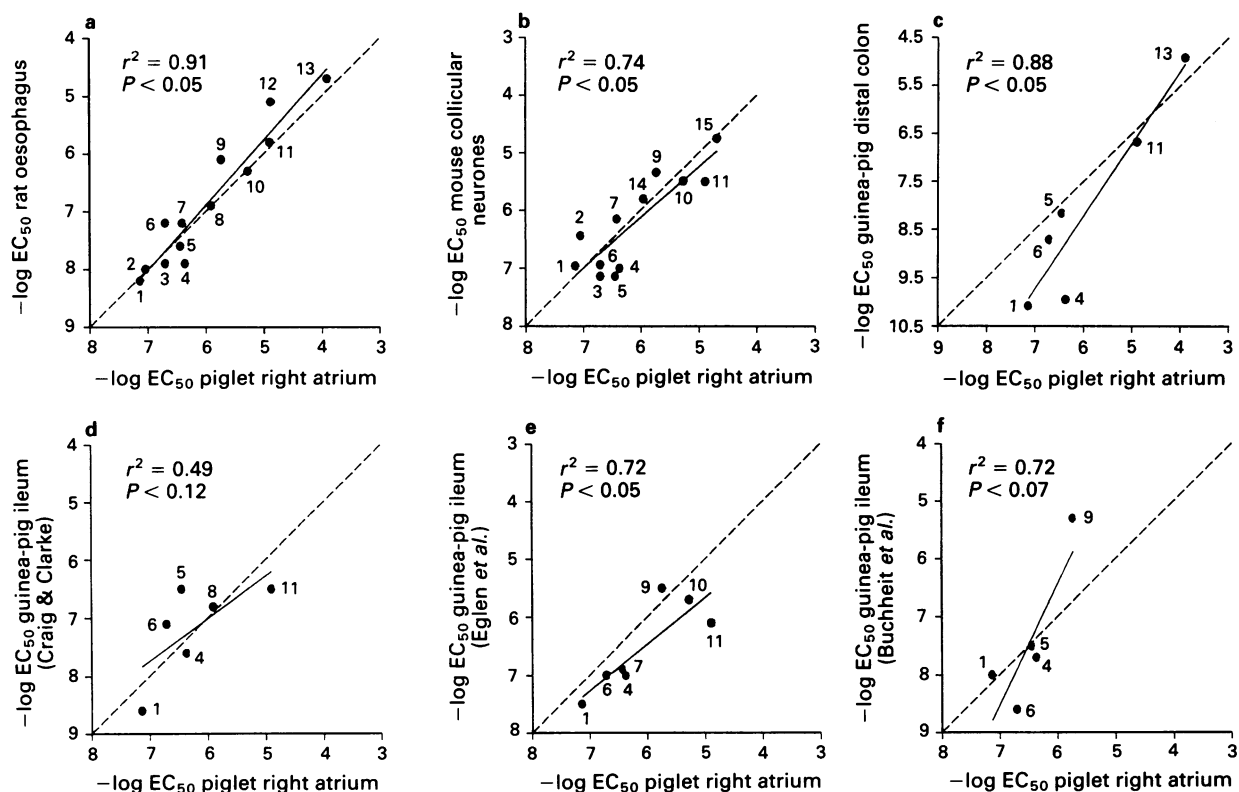 a
r² = 0.91
P < 0.05
−log EC₅₀ rat oesophagus
4
5
6
7
8
9
1
2
3
4
5
6
7
8
9
10
11
12
13
8 7 6 5 4 3
−log EC₅₀ piglet right atrium
b
r² = 0.74
P < 0.05
−log EC₅₀ mouse collicular
neurones
3
4
5
6
7
8
1
2
3
4
5
6
7
9
10
11
14
15
8 7 6 5 4 3
−log EC₅₀ piglet right atrium
c
r² = 0.88
P < 0.05
−log EC₅₀ guinea-pig distal colon
4.5
5.5
6.5
7.5
8.5
9.5
10.5
1
4
5
6
11
13
9 8 7 6 5 4 3
−log EC₅₀ piglet right atrium
d
r² = 0.49
P < 0.12
−log EC₅₀ guinea-pig ileum
(Craig & Clarke)
4
5
6
7
8
9
1
4
5
6
8
11
8 7 6 5 4 3
−log EC₅₀ piglet right atrium
e
r² = 0.72
P < 0.05
−log EC₅₀ guinea-pig ileum
(Eglen et al.)
3
4
5
6
7
8
1
4
6
7
9
10
11
8 7 6 5 4 3
−log EC₅₀ piglet right atrium
f
r² = 0.72
P < 0.07
−log EC₅₀ guinea-pig ileum
(Buchheit et al.)
4
5
6
7
8
9
1
4
5
6
9
8 7 6 5 4 3
−log EC₅₀ piglet right atrium